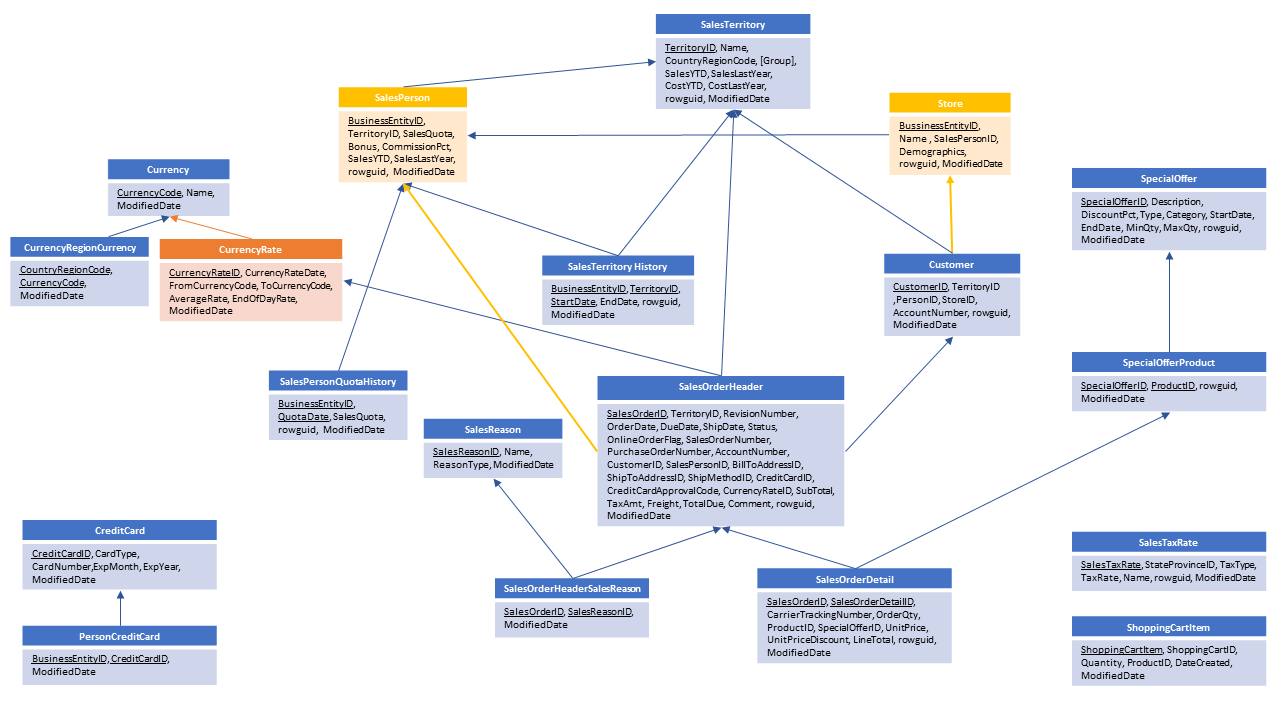 SalesTerritory
TerritoryID, Name,
CountryRegionCode, [Group],
SalesYTD, SalesLastYear,
CostYTD, CostLastYear,
rowguid, ModifiedDate
SalesPerson
BusinessEntityID,
TerritoryID, SalesQuota,
Bonus, CommissionPct,
SalesYTD, SalesLastYear,
rowguid, ModifiedDate
Store
BussinessEntityID,
Name , SalesPersonID,
Demographics,
rowguid, ModifiedDate
Currency
CurrencyCode, Name,
ModifiedDate
SpecialOffer
SpecialOfferID, Description,
DiscountPct, Type, Category, StartDate,
EndDate, MinQty, MaxQty, rowguid,
ModifiedDate
CurrencyRegionCurrency
CountryRegionCode,
CurrencyCode,
ModifiedDate
CurrencyRate
CurrencyRateID, CurrencyRateDate,
FromCurrencyCode, ToCurrencyCode,
AverageRate, EndOfDayRate,
ModifiedDate
SalesTerritory History
BusinessEntityID, TerritoryID,
StartDate, EndDate, rowguid,
ModifiedDate
Customer
CustomerID, TerritoryID
,PersonID, StoreID,
AccountNumber, rowguid,
ModifiedDate
SalesPersonQuotaHistory
BusinessEntityID,
QuotaDate, SalesQuota,
rowguid, ModifiedDate
SalesOrderHeader
SalesOrderID, TerritoryID, RevisionNumber,
OrderDate, DueDate, ShipDate, Status,
OnlineOrderFlag, SalesOrderNumber,
PurchaseOrderNumber, AccountNumber,
CustomerID, SalesPersonID, BillToAddressID,
ShipToAddressID, ShipMethodID, CreditCardID,
CreditCardApprovalCode, CurrencyRateID, SubTotal,
TaxAmt, Freight, TotalDue, Comment, rowguid,
ModifiedDate
SpecialOfferProduct
SpecialOfferID, ProductID, rowguid,
ModifiedDate
SalesReason
SalesReasonID, Name,
ReasonType, ModifiedDate
CreditCard
CreditCardID, CardType,
CardNumber,ExpMonth, ExpYear,
ModifiedDate
SalesTaxRate
SalesTaxRate, StateProvinceID, TaxType,
TaxRate, Name, rowguid, ModifiedDate
SalesOrderHeaderSalesReason
SalesOrderID, SalesReasonID,
ModifiedDate
SalesOrderDetail
SalesOrderID, SalesOrderDetailID,
CarrierTrackingNumber, OrderQty,
ProductID, SpecialOfferID, UnitPrice,
UnitPriceDiscount, LineTotal, rowguid,
ModifiedDate
PersonCreditCard
BusinessEntityID, CreditCardID,
ModifiedDate
ShoppingCartItem
ShoppingCartItem, ShoppingCartID,
Quantity, ProductID, DateCreated,
ModifiedDate